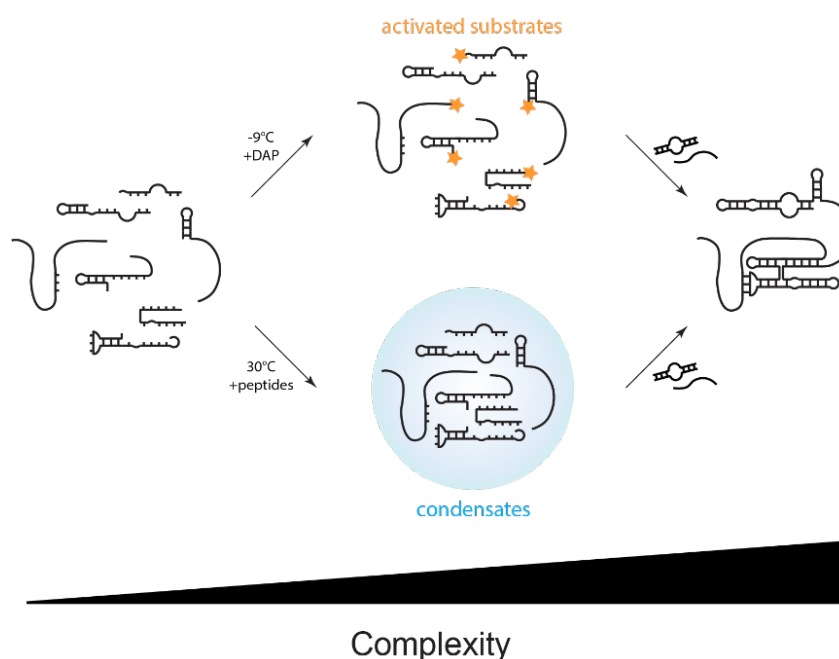 activated substrates
-9°C
+DAP
30°C
+peptides
condensates
Complexity